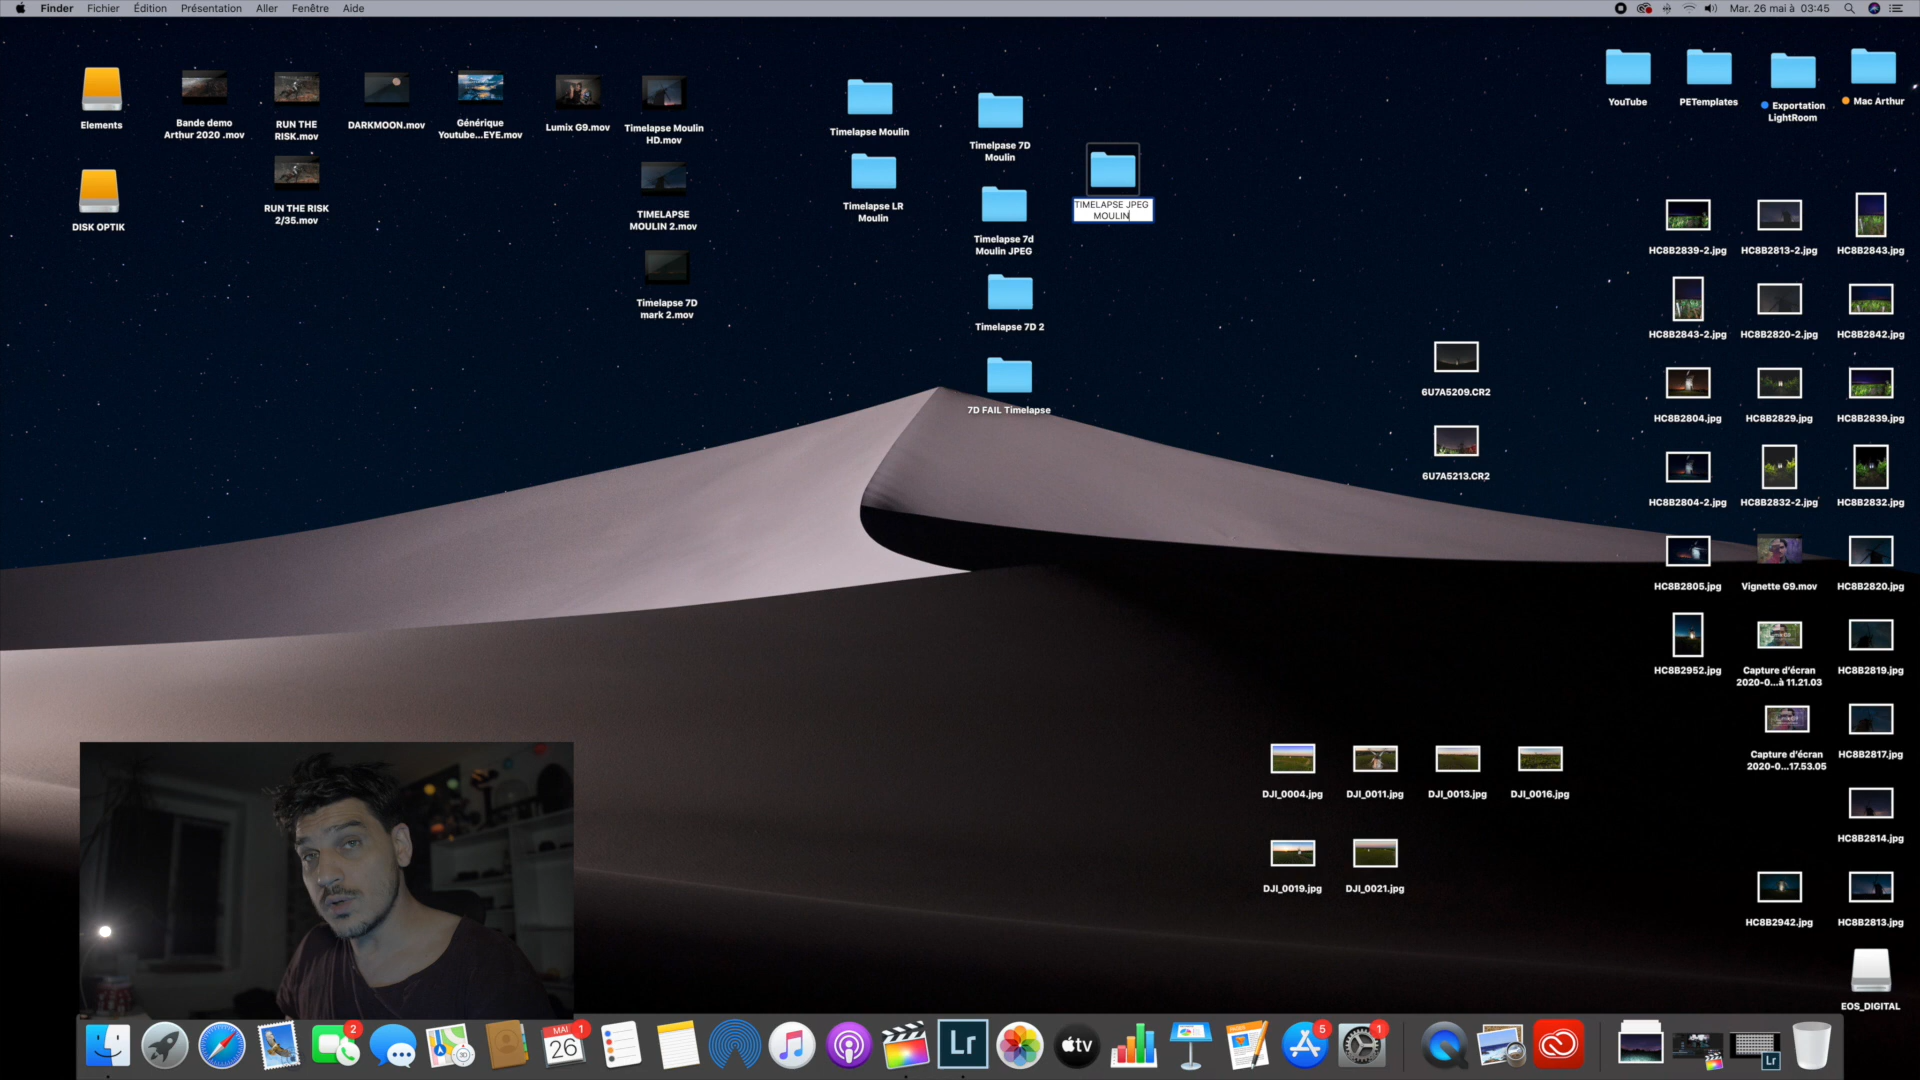 Finder Fichier Édition Présentation Aller Fenêtre Aide
Mar. 26 mai à 03:45
Elements
Bande demo
Arthur 2020 .mov
RUN THE
RISK.mov
DARKMOON.mov
Générique
Youtube...EYE.mov
Lumix G9.mov
Timelapse Moulin
HD.mov
Timelapse Moulin
Timelpase 7D
Moulin
YouTube
PETemplates
Exportation
LightRoom
Mac Arthur
DISK OPTIK
RUN THE RISK
2/35.mov
TIMELAPSE
MOULIN 2.mov
Timelapse LR
Moulin
TIMELAPSE JPEG
MOULIN
Timelapse 7d
Moulin JPEG
Timelapse 7D
mark 2.mov
Timelapse 7D 2
7D FAIL Timelapse
HC8B2839-2.jpg
HC8B2813-2.jpg
HC8B2843.jpg
HC8B2843-2.jpg
HC8B2820-2.jpg
HC8B2842.jpg
6U7A5209.CR2
HC8B2804.jpg
HC8B2829.jpg
HC8B2839.jpg
6U7A5213.CR2
HC8B2804-2.jpg
HC8B2832-2.jpg
HC8B2832.jpg
HC8B2805.jpg
Vignette G9.mov
HC8B2820.jpg
HC8B2952.jpg
Capture d'écran
2020-0...à 11.21.03
HC8B2819.jpg
Capture d'écran
2020-0...17.53.05
HC8B2817.jpg
DJI_0004.jpg
DJI_0011.jpg
DJI_0013.jpg
DJI_0016.jpg
HC8B2814.jpg
DJI_0019.jpg
DJI_0021.jpg
HC8B2942.jpg
HC8B2813.jpg
EOS_DIGITAL
2
MAI
26
1
3D
Lr
tv
PAGES
5
1
Lr